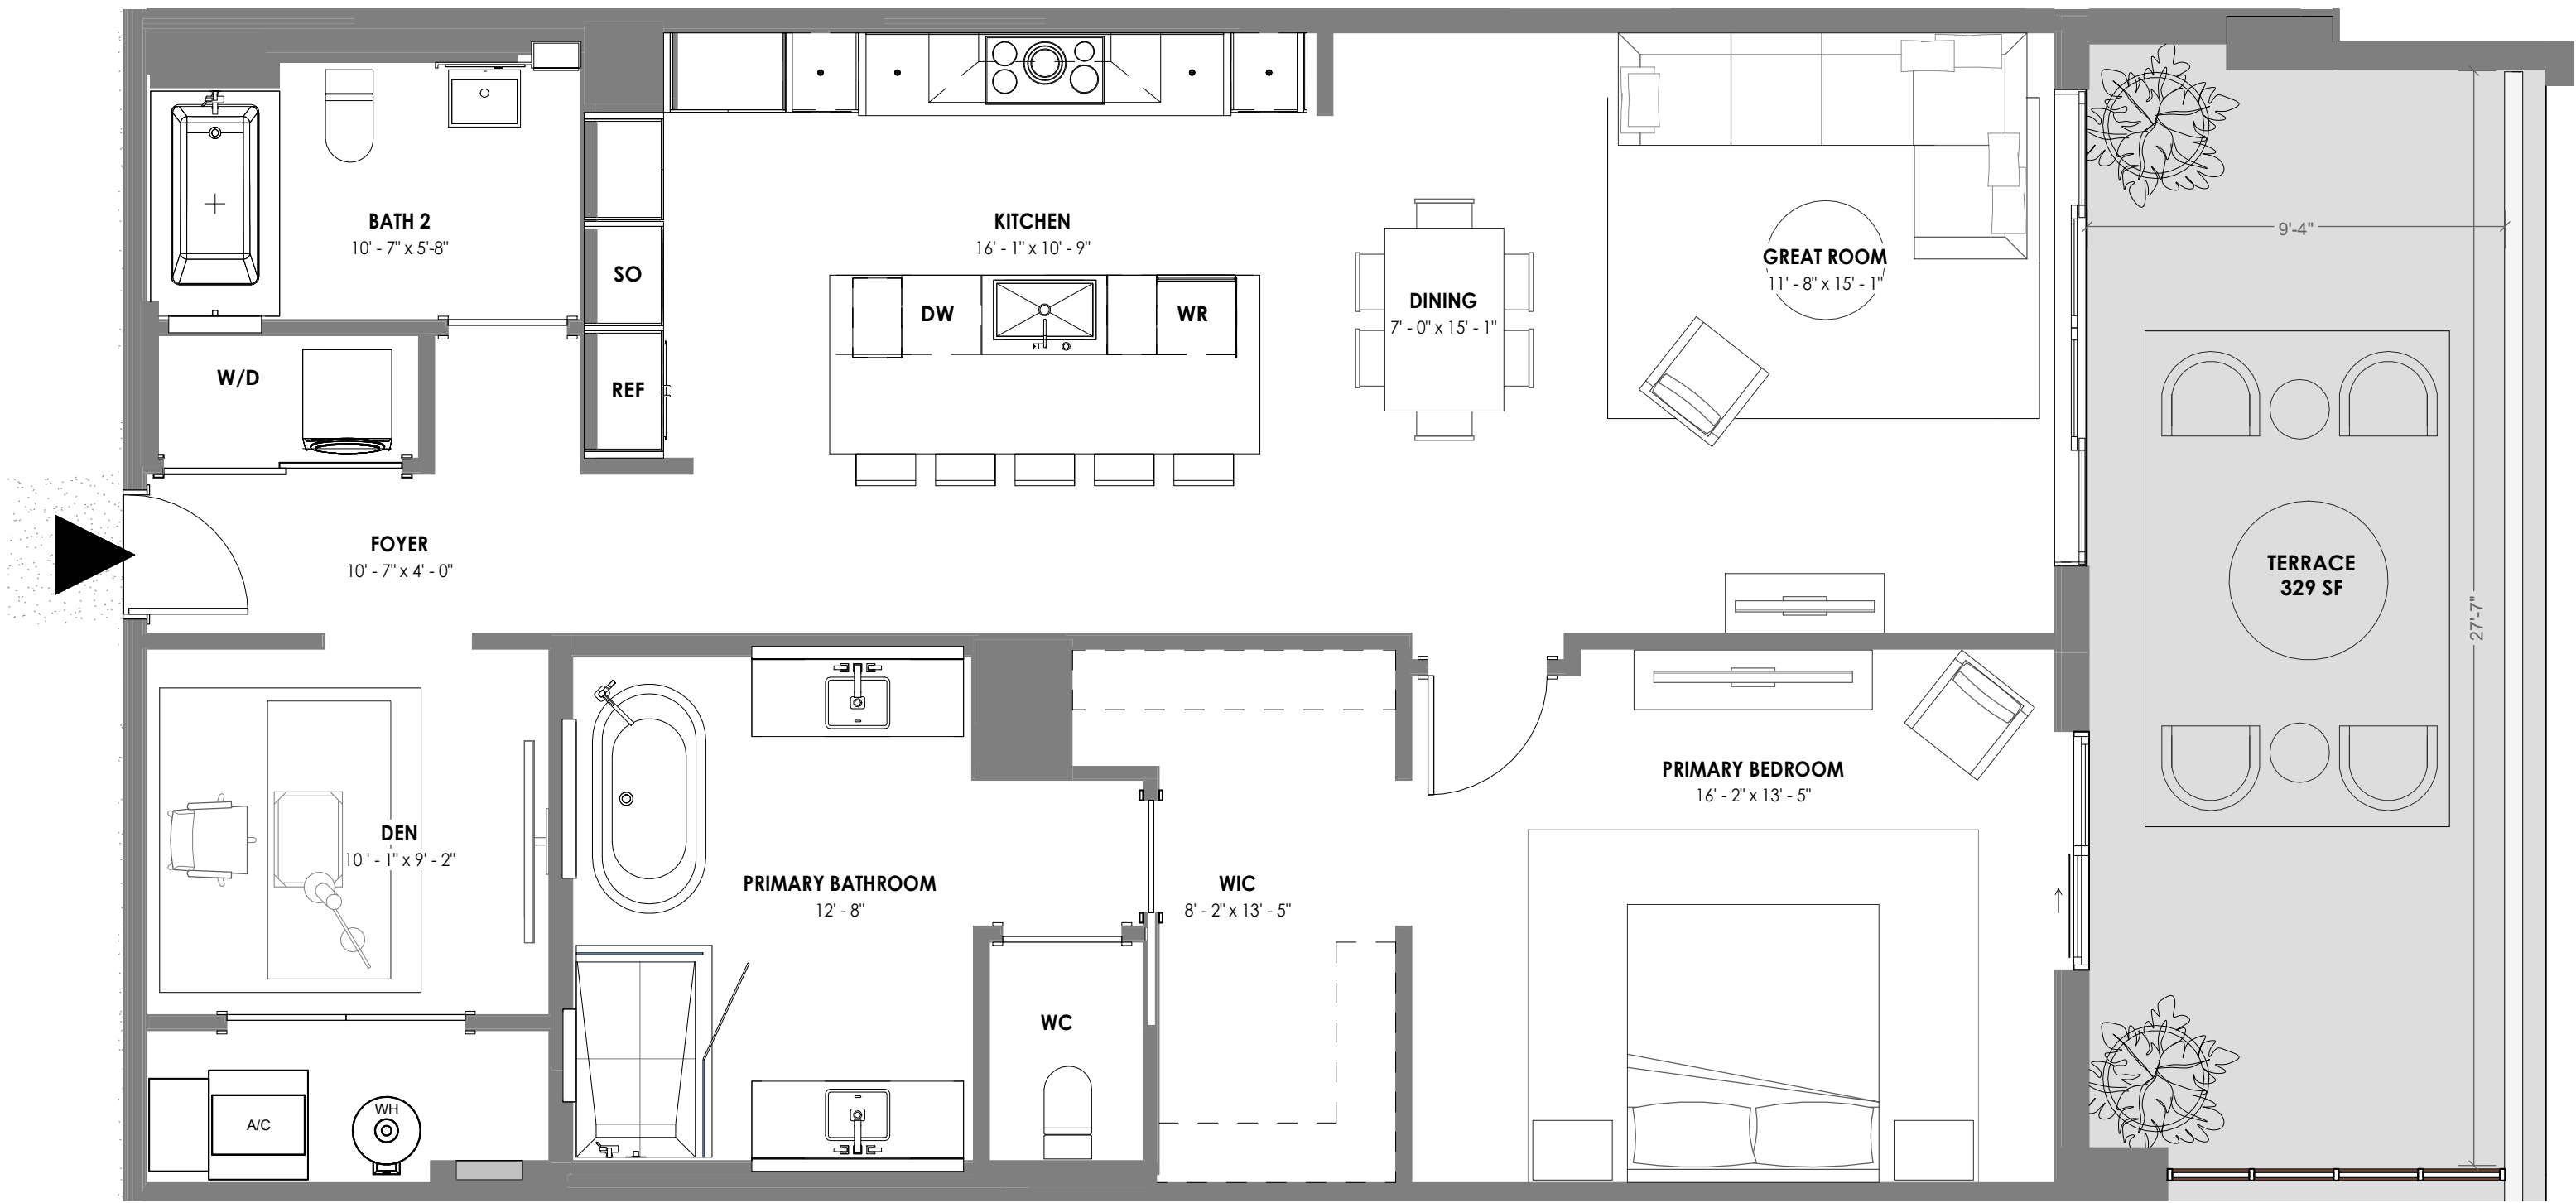 BATH 2
10' - 7" x 5'-8"
KITCHEN
16' - 1" x 10' - 9"
SO
DW
WR
REF
W/D
DINING
7' - 0" x 15' - 1"
GREAT ROOM
11' - 8" x 15' - 1"
9'-4"
FOYER
10' - 7" x 4' - 0"
TERRACE
329 SF
27'-7"
DEN
10 ' - 1" x 9' - 2"
PRIMARY BATHROOM
12' - 8"
WIC
8' - 2" x 13' - 5"
PRIMARY BEDROOM
16' - 2" x 13' - 5"
WC
A/C
WH